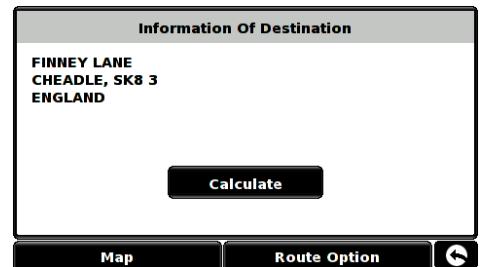 Information Of Destination
FINNEY LANE
CHEADLE, SK8 3
ENGLAND
Calculate
Map
Route Option